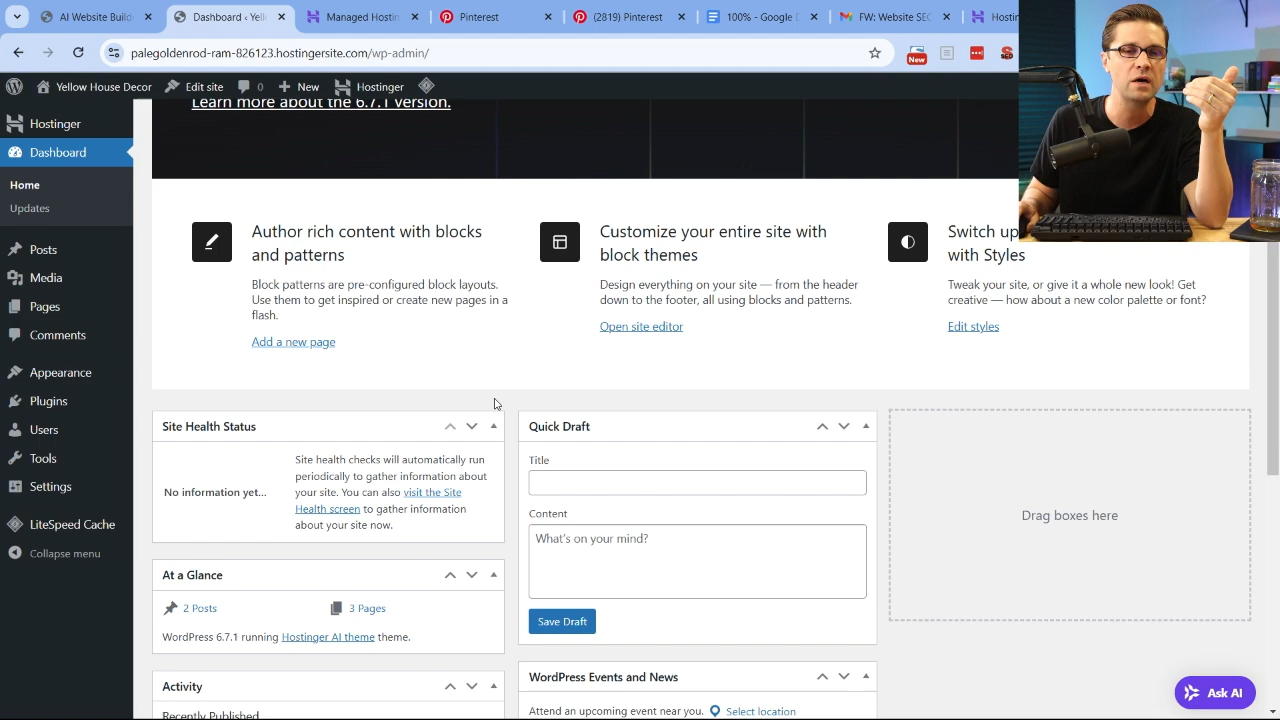 Welcome
Dashboard ‹ Yell
Hostin
Pinterest
(2819) Pinterest
100% Google D
FWW Website SEC
Hostin
palegoldenrod-ram-826123.hostinger
/wp-admin/
New
Yellow House Decor
Edit site
0
New
Hostinger
Learn more about the 6.7.1 version.
Hostinger
Dashboard
Home
Updates
Posts
Media
Pages
Comments
Appearance
Plugins
Users
Tools
Settings
LiteSpeed Cache
Collapse menu
Author rich content with blocks
and patterns
Block patterns are pre-configured block layouts.
Use them to get inspired or create new pages in a
flash.
Add a new page
Customize your entire site with
block themes
Design everything on your site — from the header
down to the footer, all using blocks and patterns.
Open site editor
Switch up
with Styles
Tweak your site, or give it a whole new look! Get
creative — how about a new color palette or font?
Edit styles
Site Health Status
No information yet...
Site health checks will automatically run
periodically to gather information about
your site. You can also visit the Site
Health screen to gather information
about your site now.
At a Glance
2 Posts
3 Pages
WordPress 6.7.1 running Hostinger AI theme theme.
Activity
Recently Published
Quick Draft
Title
Content
What's on your mind?
Save Draft
WordPress Events and News
Attend an upcoming event near you.
Select location
Drag boxes here
Ask AI